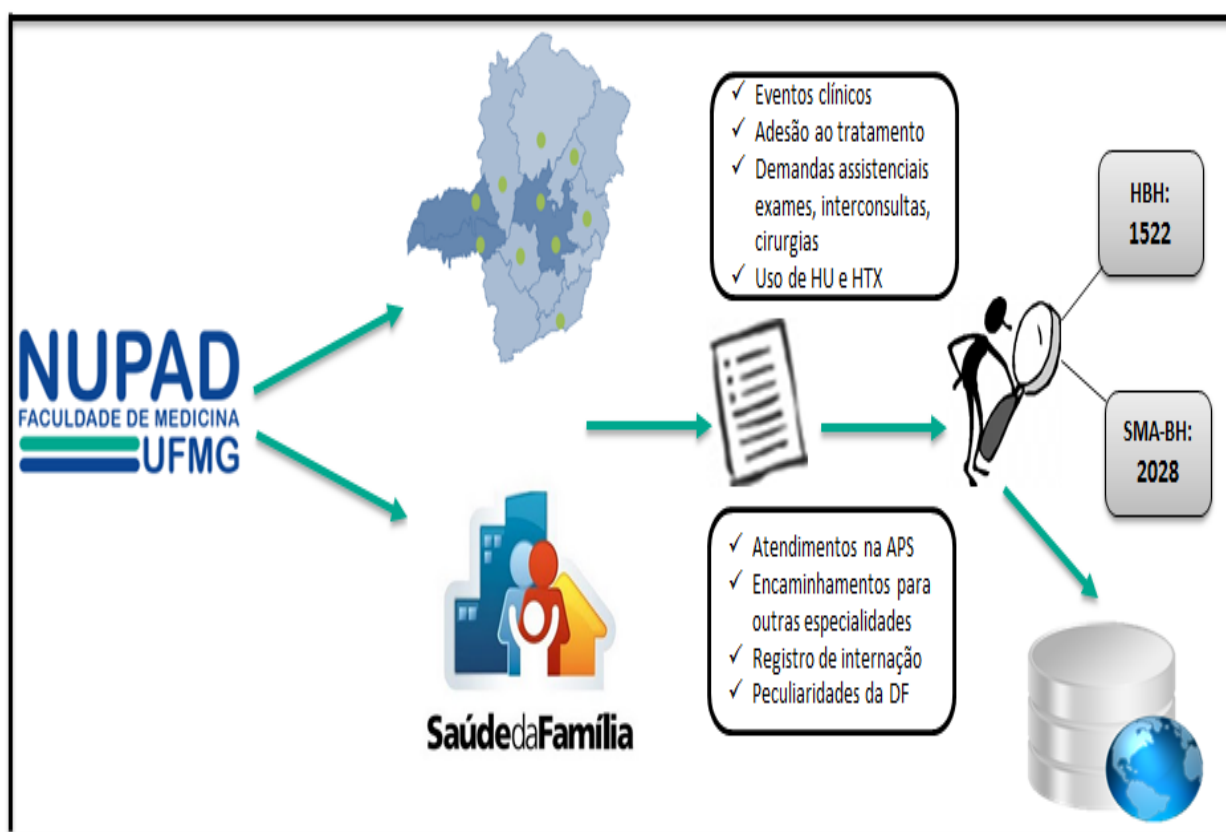 NUPAD
FACULDADE DE MEDICINA
UFMG
✓ Eventos clínicos
✓ Adesão ao tratamento
✓ Demandas assistenciais
exames, interconsultas,
cirurgias
✓ Uso de HU e HTX
HBH:
1522
SMA-BH:
2028
SaúdedaFamília
✓ Atendimentos na APS
✓ Encaminhamentos para
outras especialidades
✓ Registro de internação
✓ Peculiaridades da DF